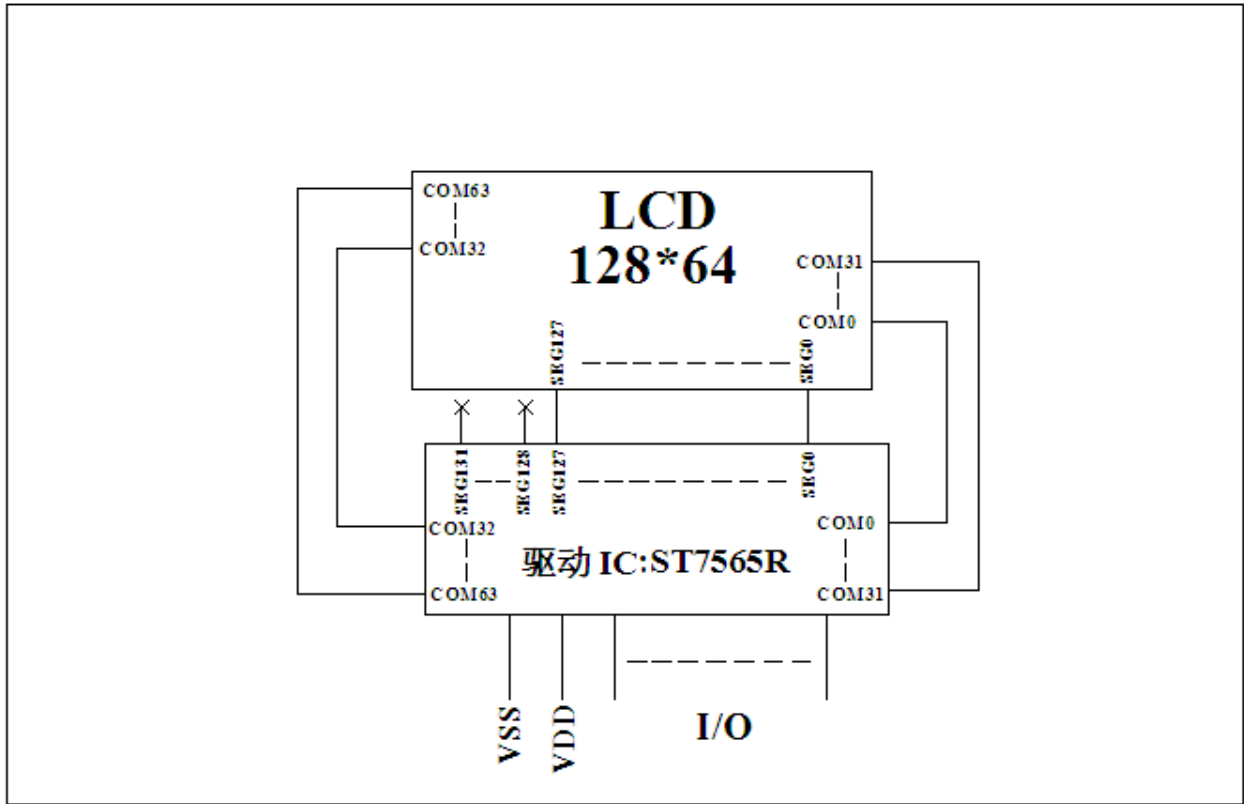 COM63
LCD
COM32
128*64
COM31
COM0
SEG127
SEG0
SEG131
SEG128
SEG127
SEG0
COM32
COM0
驱动 IC:ST7565R
COM63
COM31
VSS
VDD
I/O